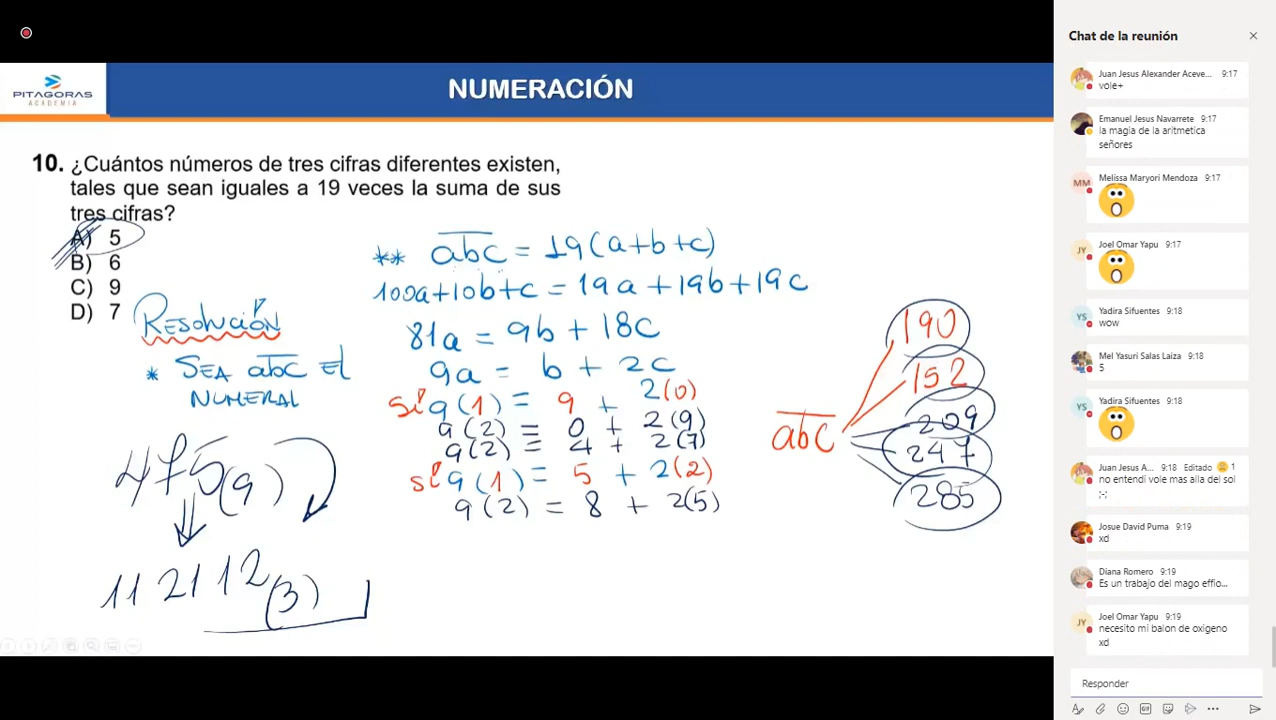 PITAGORAS
ACADEMIA
NUMERACIÓN
10. ¿Cuántos números de tres cifras diferentes existen,
tales que sean iguales a 19 veces la suma de sus
tres cifras?
A) 5
B) 6
C) 9
D) 7
RESOLUCIÓN
* SEA abc El
NUMERAL
475(9)
112112(3)
** abc = 19(a+b+c)
100a+10b+c = 19a+19b+19c
81a = 9b + 18c
9a = b + 2c
si 9(1) = 9 + 2(0)
9(2) = 0 + 2(9)
9(2) = 4 + 2(7)
si 9(1) = 5 + 2(2)
9(2) = 8 + 2(5)
abc
190
152
209
247
285
Chat de la reunión
Juan Jesus Alexander Aceve... 9:17
vole+
Emanuel Jesus Navarrete 9:17
la magia de la aritmetica
señores
MM
Melissa Maryori Mendoza 9:17
JY
Joel Omar Yapu 9:17
YS
Yadira Sifuentes 9:18
wow
Mel Yasuri Salas Laiza 9:18
5
YS
Yadira Sifuentes 9:18
Juan Jesus A... 9:18 Editado 1
no entendi vole mas alla del sol
;-;
Josue David Puma 9:19
xd
Diana Romero 9:19
Es un trabajo del mago effio...
JY
Joel Omar Yapu 9:19
necesito mi balon de oxigeno
xd
Responder